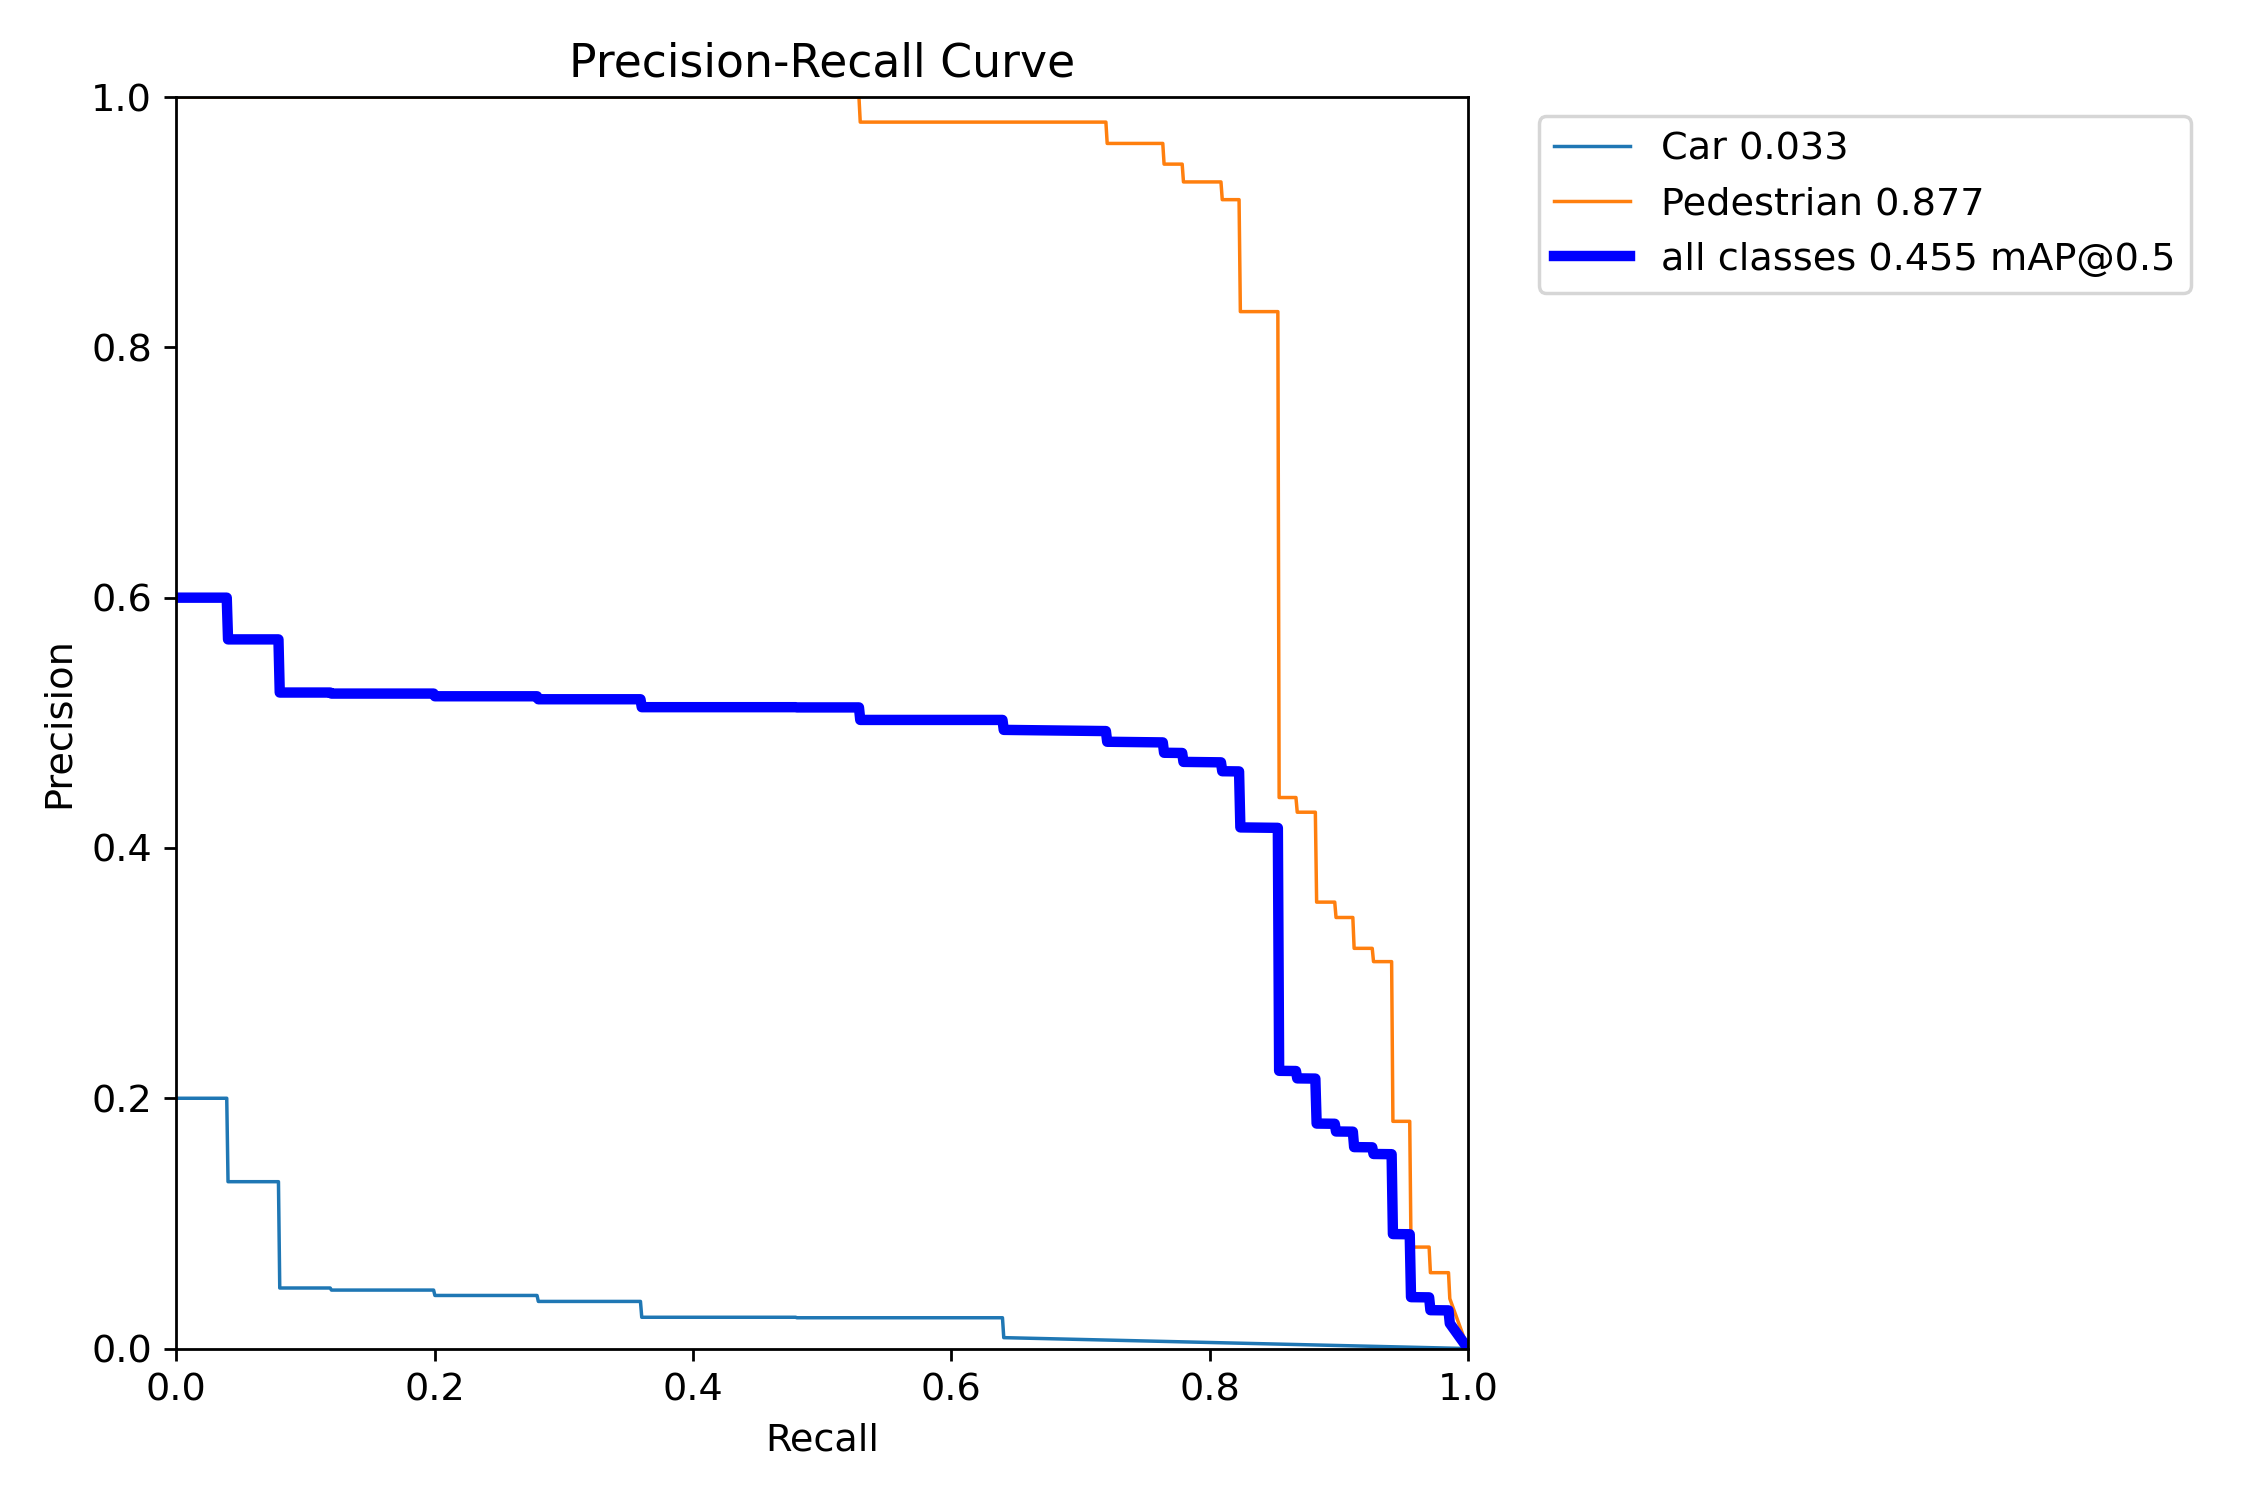 Precision-Recall Curve
1.0
0.8
0.6
0.4
0.2
0.0
Precision
0.0 0.2 0.4 0.6 0.8 1.0
Recall
Car 0.033
Pedestrian 0.877
all classes 0.455 mAP@0.5